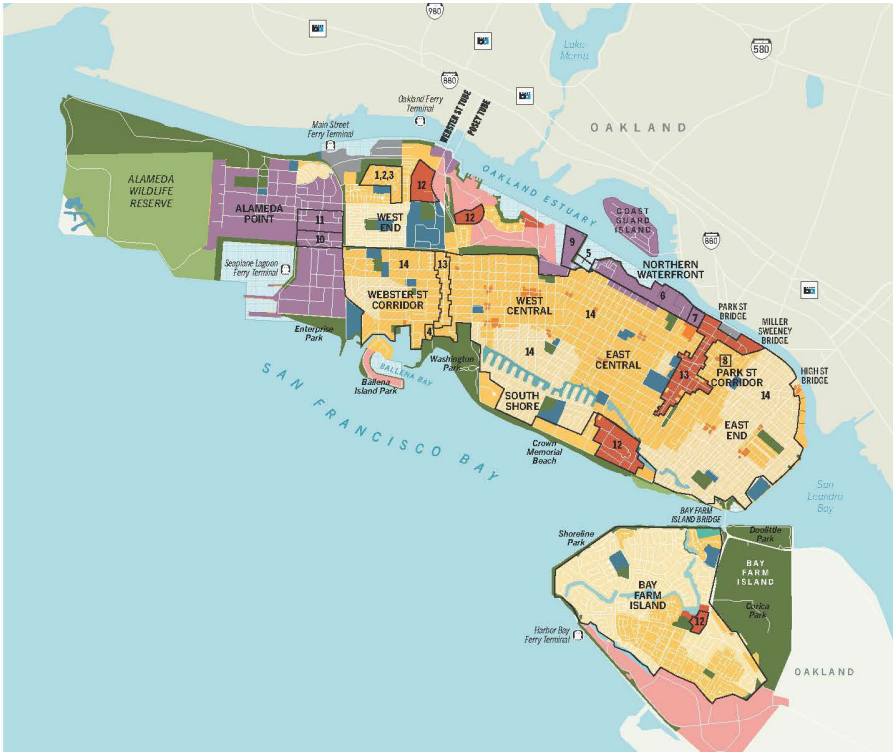 980
580
Lake
Merritt
880
Oakland Ferry
Terminal
WEBSTER ST TUBE
POSEY TUBE
Main Street
Ferry Terminal
OAKLAND
OAKLAND ESTUARY
ALAMEDA
WILDLIFE
RESERVE
1,2,3
12
ALAMEDA
POINT
11
10
WEST
END
12
COAST
GUARD
ISLAND
880
9
5
NORTHERN
WATERFRONT
6
7
Seaplane Lagoon
Ferry Terminal
14
13
WEBSTER ST
CORRIDOR
4
WEST
CENTRAL
14
PARK ST
BRIDGE
MILLER
SWEENEY
BRIDGE
Enterprise
Park
14
EAST
CENTRAL
13
8
PARK ST
CORRIDOR
14
HIGH ST
BRIDGE
Washington
Park
BALLENA BAY
Ballena
Island Park
SOUTH
SHORE
EAST
END
12
Crown
Memorial
Beach
SAN FRANCISCO BAY
San
Leandro
Bay
BAY FARM
ISLAND BRIDGE
Shoreline
Park
Doolittle
Park
BAY
FARM
ISLAND
BAY
FARM
ISLAND
Corica
Park
12
Harbor Bay
Ferry Terminal
OAKLAND